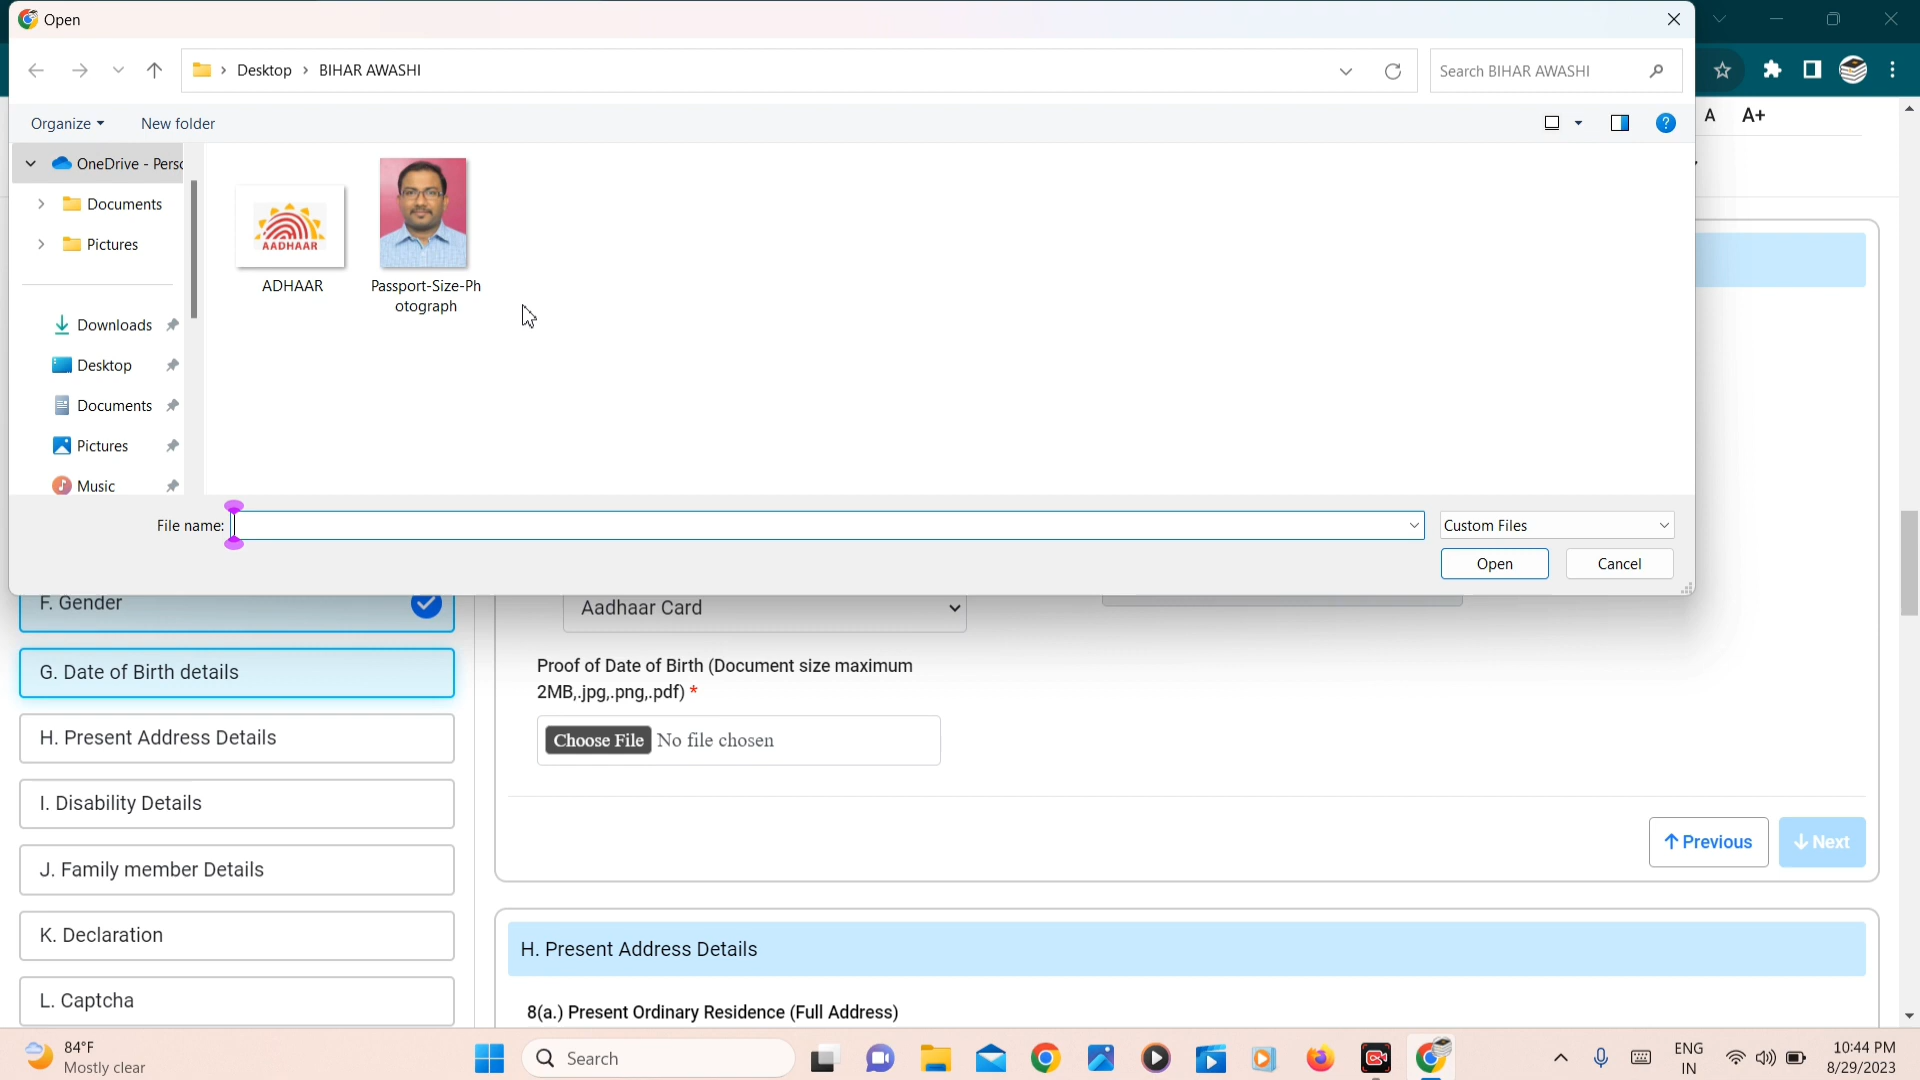 Open
Desktop > BIHAR AWASHI
Search BIHAR AWASHI
Organize
New folder
A A+
OneDrive - Perso
Documents
Pictures
Downloads
Desktop
Documents
Pictures
Music
AADHAAR
ADHAAR
Passport-Size-Ph
otograph
File name:
Custom Files
Open
Cancel
F. Gender
G. Date of Birth details
H. Present Address Details
I. Disability Details
J. Family member Details
K. Declaration
L. Captcha
Aadhaar Card
Proof of Date of Birth (Document size maximum
2MB,.jpg,.png,.pdf) *
Choose File No file chosen
Previous
Next
H. Present Address Details
8(a.) Present Ordinary Residence (Full Address)
84°F
Mostly clear
Search
ENG
IN
10:44 PM
8/29/2023